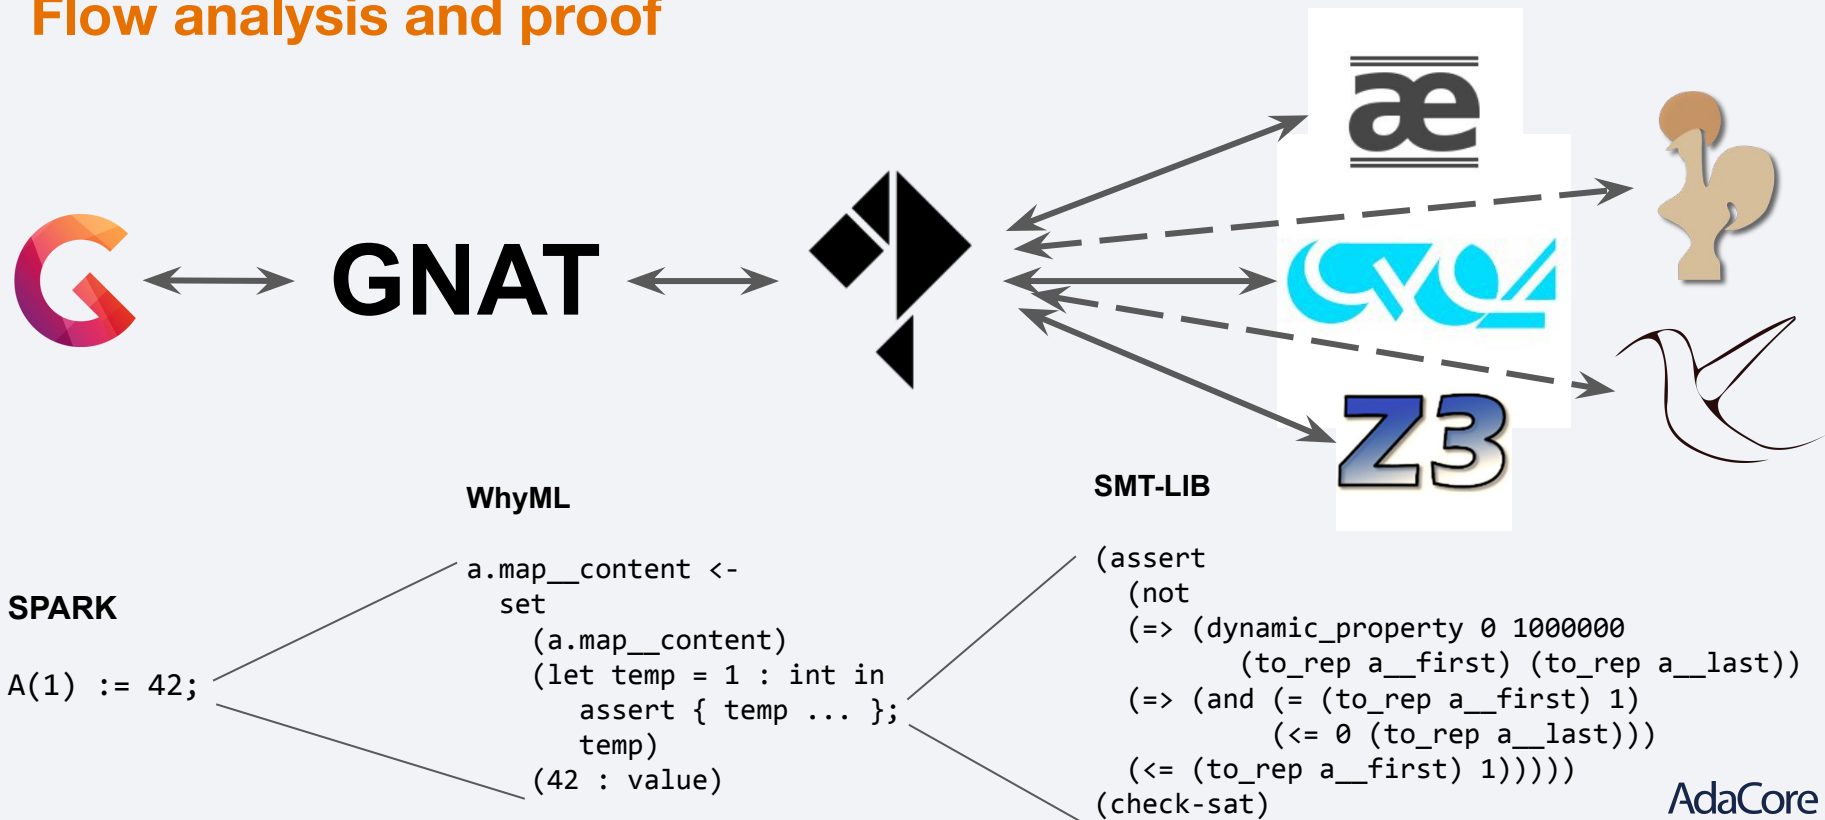 Flow analysis and proof
GNAT
æ
CVC4
Z3
WhyML
SMT-LIB
SPARK
A(1) := 42;
a.map__content <-
set
(a.map__content)
(let temp = 1 : int in
assert { temp ... };
temp)
(42 : value)
(assert
(not
(=> (dynamic_property 0 1000000
(to_rep a__first) (to_rep a__last))
(=> (and (= (to_rep a__first) 1)
(<= 0 (to_rep a__last)))
(<= (to_rep a__first) 1)))))
(check-sat)
AdaCore